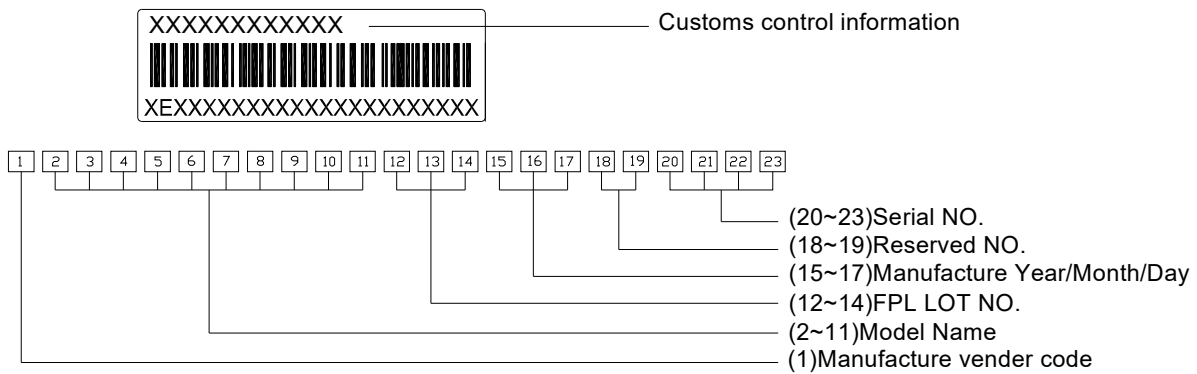 XXXXXXXXXXXXX
Customs control information
XEXXXXXXXXXXXXXXXXXXXXX
1 2 3 4 5 6 7 8 9 10 11 12 13 14 15 16 17 18 19 20 21 22 23
(20~23)Serial NO.
(18~19)Reserved NO.
(15~17)Manufacture Year/Month/Day
(12~14)FPL LOT NO.
(2~11)Model Name
(1)Manufacture vender code